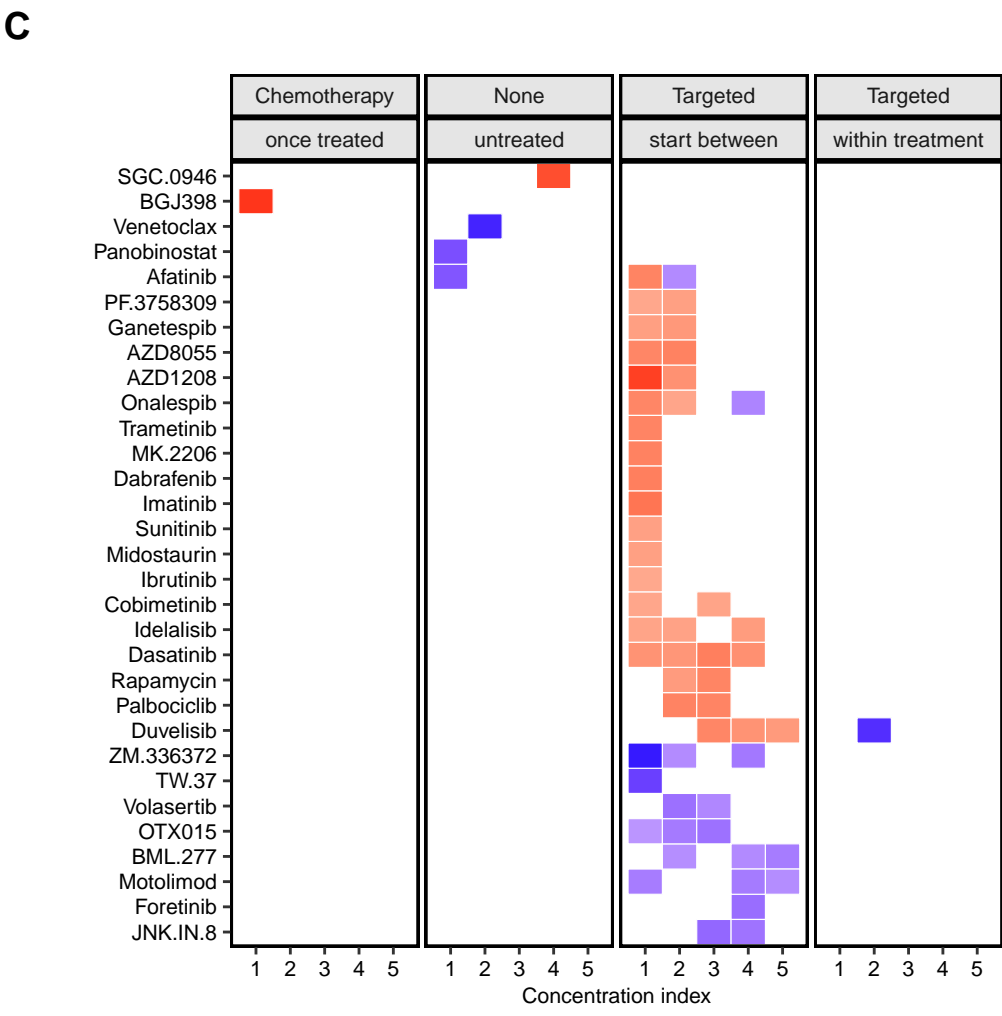 C
Chemotherapy None Targeted Targeted
once treated untreated start between within treatment
SGC.0946
BGJ398
Venetoclax
Panobinostat
Afatinib
PF.3758309
Ganetespib
AZD8055
AZD1208
Onalespib
Trametinib
MK.2206
Dabrafenib
Imatinib
Sunitinib
Midostaurin
Ibrutinib
Cobimetinib
Idelalisib
Dasatinib
Rapamycin
Palbociclib
Duvelisib
ZM.336372
TW.37
Volasertib
OTX015
BML.277
Motolimod
Foretinib
JNK.IN.8
1 2 3 4 5 1 2 3 4 5 1 2 3 4 5 1 2 3 4 5
Concentration index